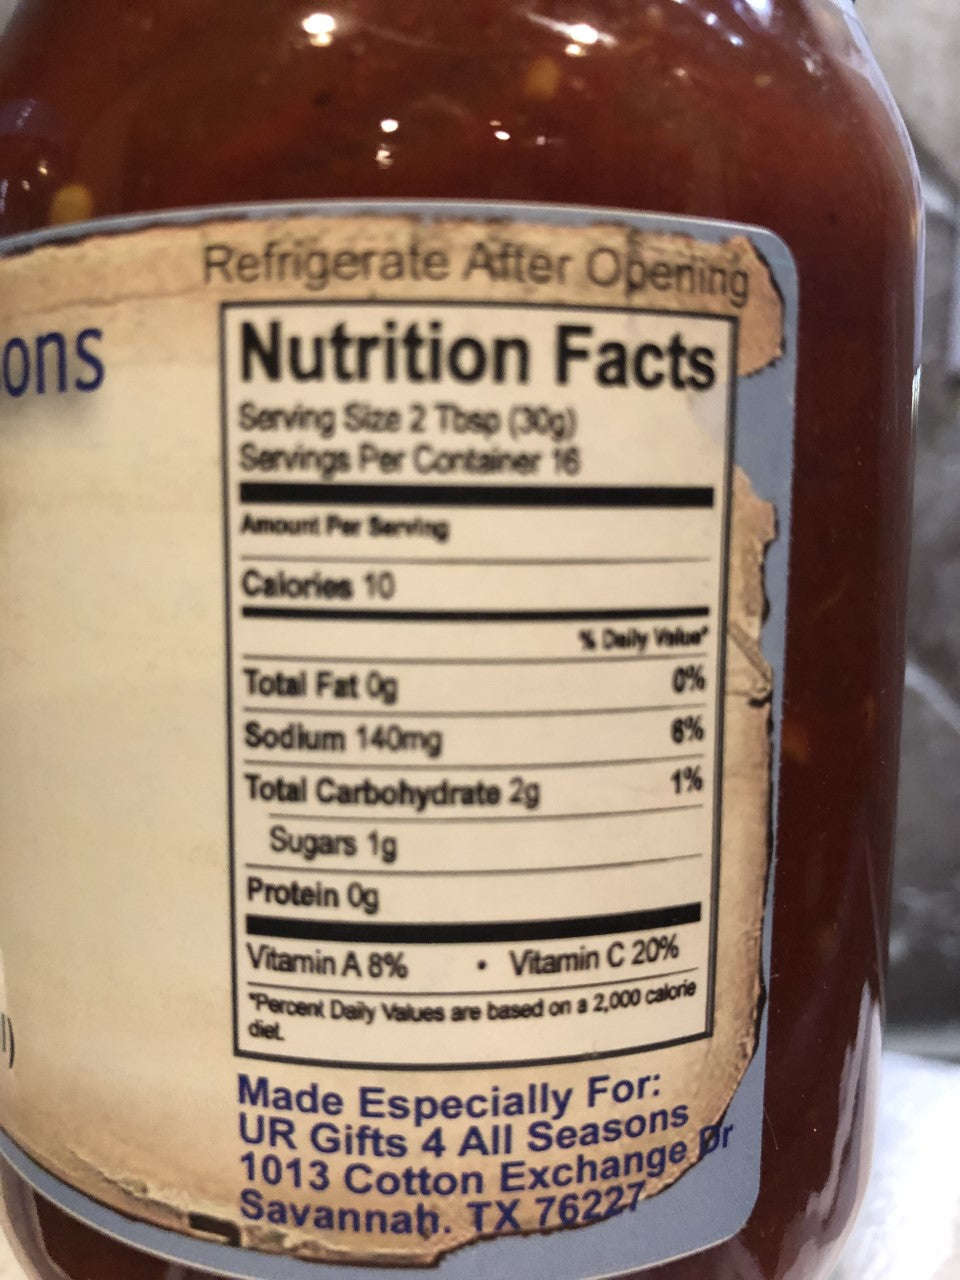 Refrigerate After Opening
ons
Nutrition Facts
Serving Size 2 Tbsp (30g)
Servings Per Container 16
Amount Per Serving
Calories 10
% Daily Value*
Total Fat 0g 0%
Sodium 140mg 6%
Total Carbohydrate 2g 1%
Sugars 1g
Protein 0g
Vitamin A 8% • Vitamin C 20%
*Percent Daily Values are based on a 2,000 calorie
diet.
Made Especially For:
UR Gifts 4 All Seasons
1013 Cotton Exchange Dr
Savannah. TX 76227